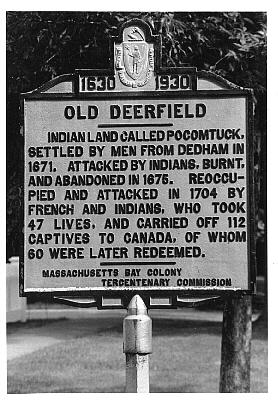 1630 1930
OLD DEERFIELD
INDIAN LAND CALLED POCOMTUCK.
SETTLED BY MEN FROM DEDHAM IN
1671. ATTACKED BY INDIANS, BURNT,
AND ABANDONED IN 1675. REOCCU-
PIED AND ATTACKED IN 1704 BY
FRENCH AND INDIANS, WHO TOOK
47 LIVES, AND CARRIED OFF 112
CAPTIVES TO CANADA, OF WHOM
60 WERE LATER REDEEMED.
MASSACHUSETTS BAY COLONY
TERCENTENARY COMMISSION